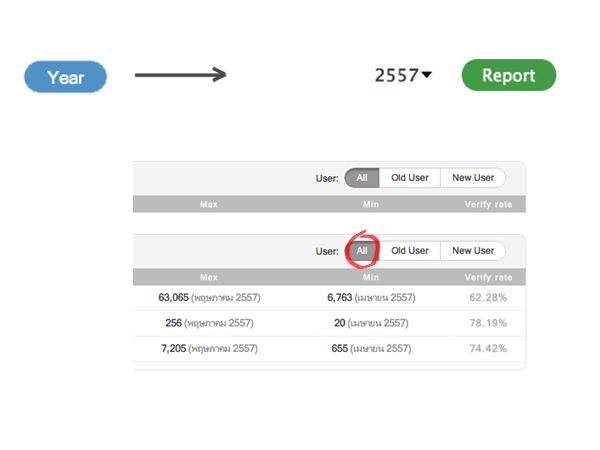 Year 2557 Report
User: All Old User New User
Max Min Verify rate
User: All Old User New User
Max Min Verify rate
63,065 (พฤษภาคม 2557) 6,763 (เมษายน 2557) 62.28%
256 (พฤษภาคม 2557) 20 (เมษายน 2557) 78.19%
7,205 (พฤษภาคม 2557) 655 (เมษายน 2557) 74.42%